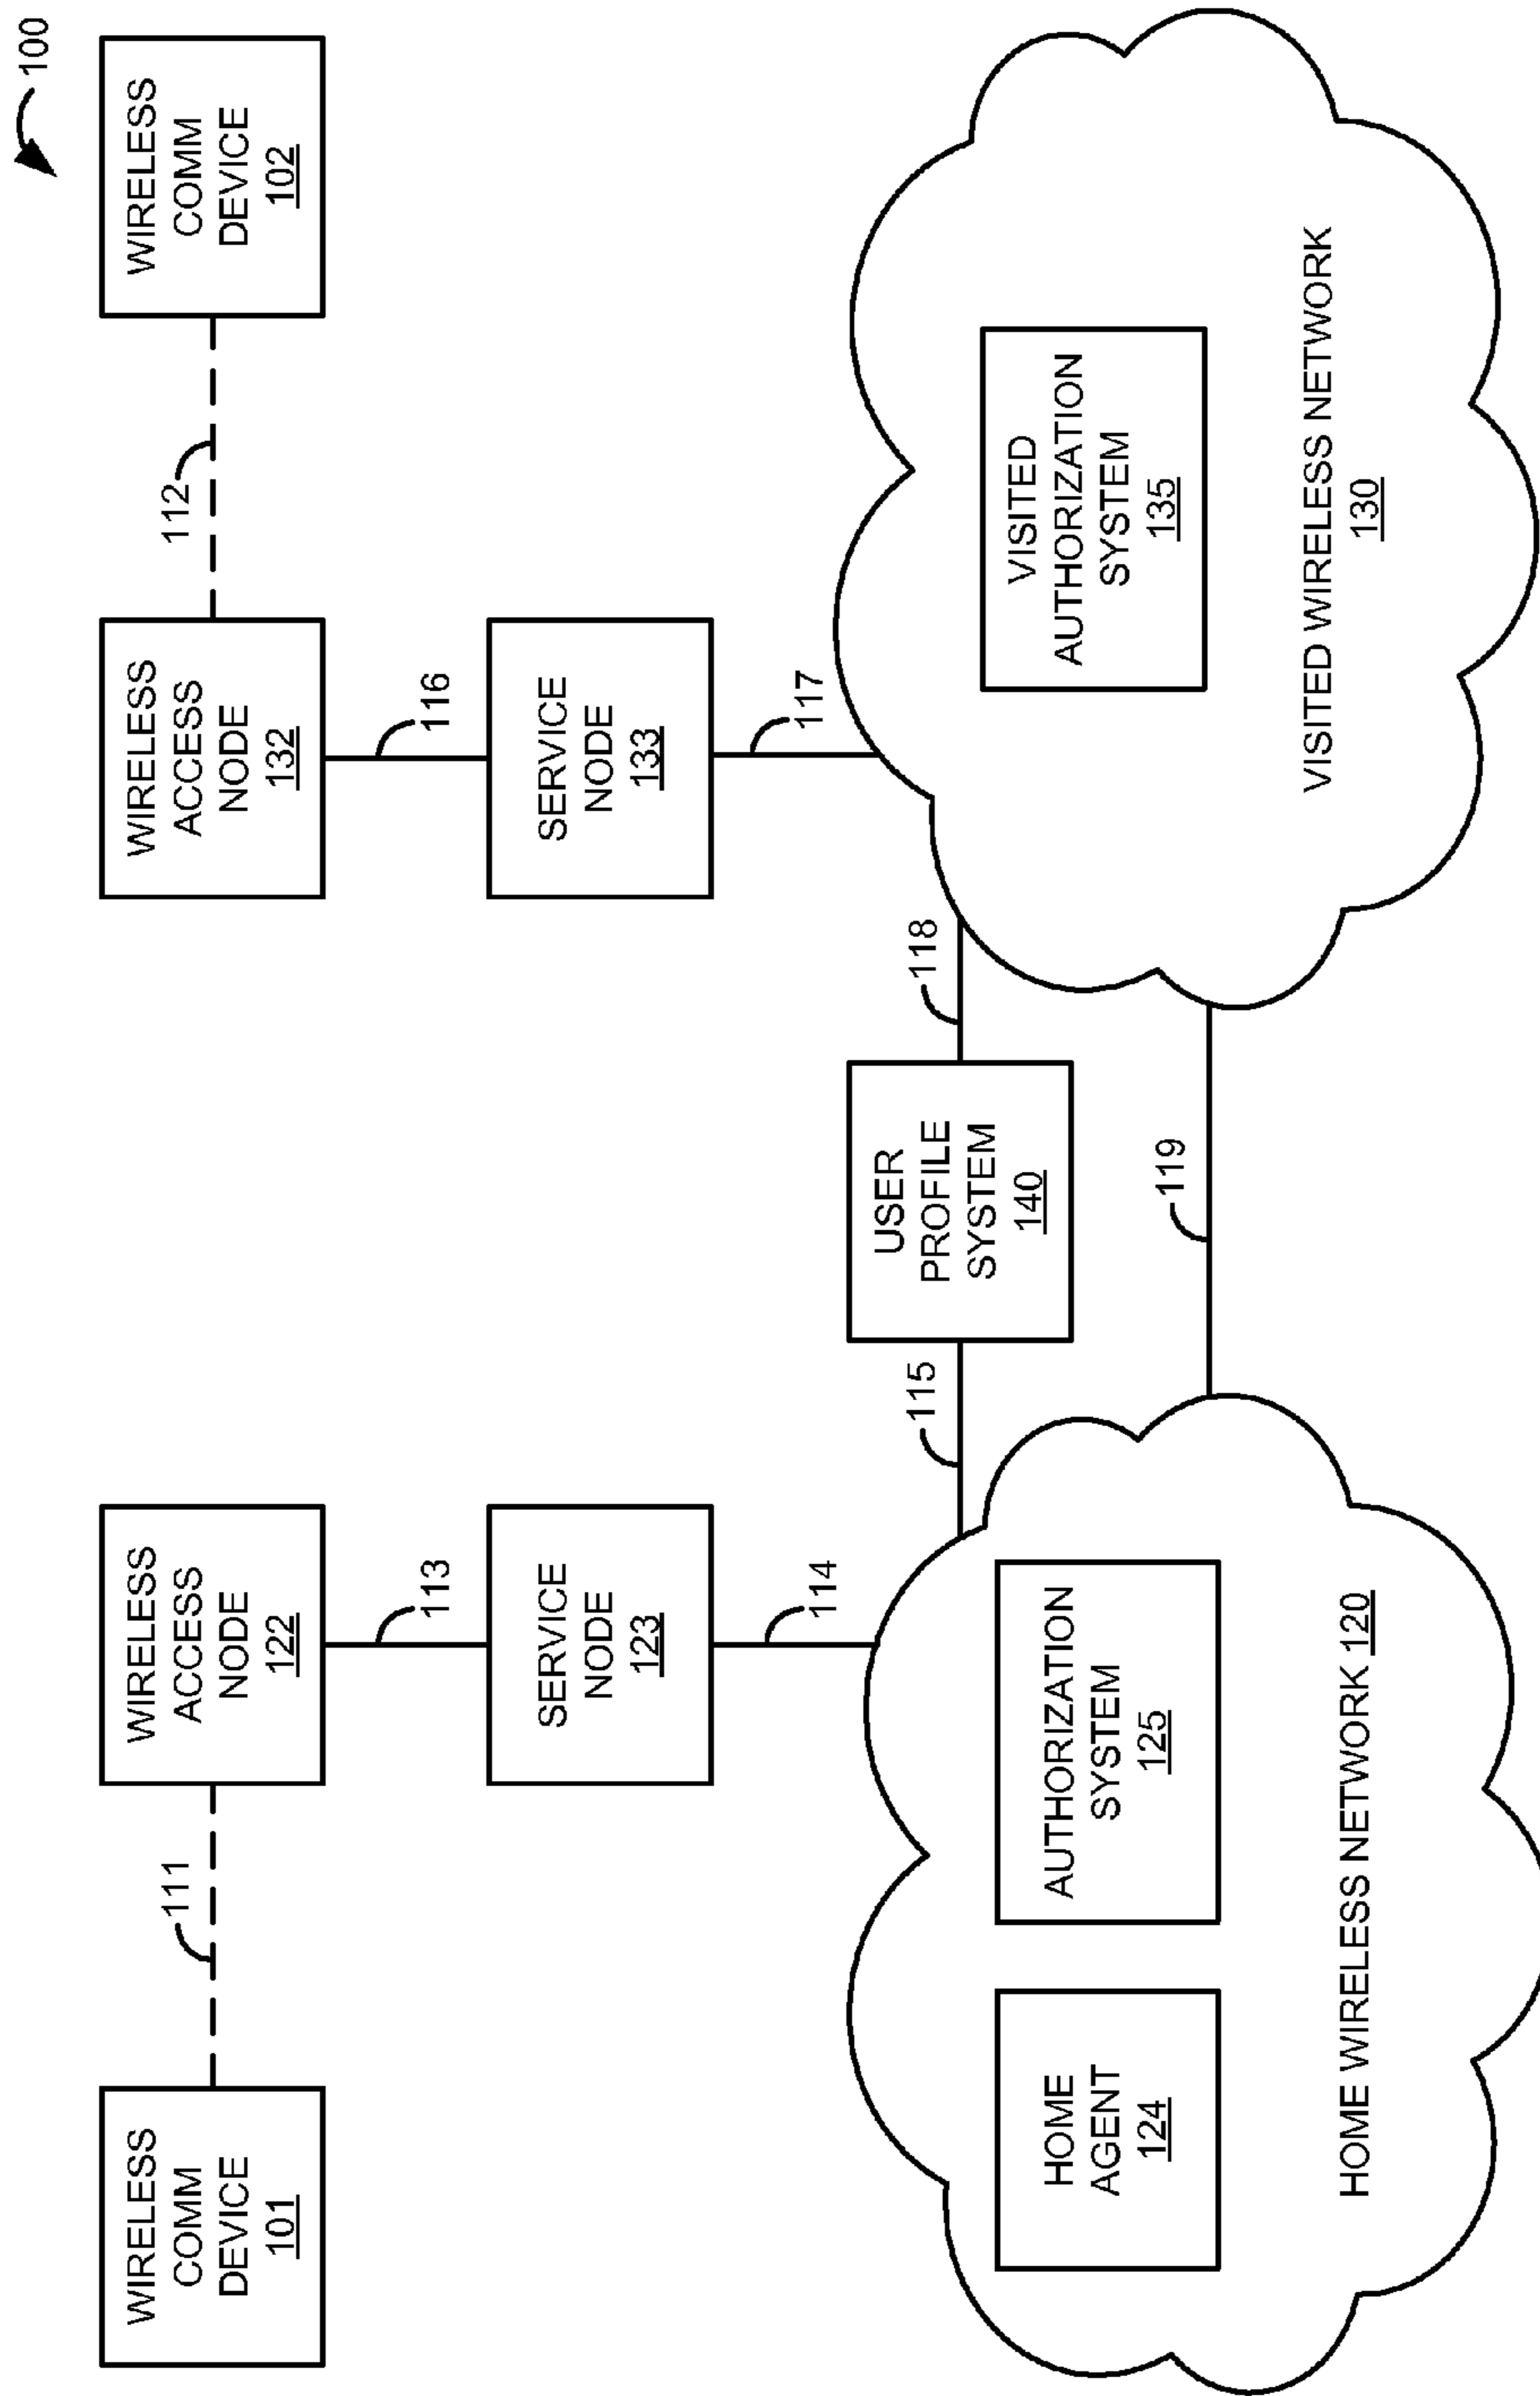 100
WIRELESS
COMM
DEVICE
101
111
WIRELESS
ACCESS
NODE
122
WIRELESS
ACCESS
NODE
132
112
WIRELESS
COMM
DEVICE
102
113
116
SERVICE
NODE
123
SERVICE
NODE
133
114
117
115
USER
PROFILE
SYSTEM
140
118
HOME
AGENT
124
AUTHORIZATION
SYSTEM
125
119
VISITED
AUTHORIZATION
SYSTEM
135
HOME WIRELESS NETWORK 120
VISITED WIRELESS NETWORK
130